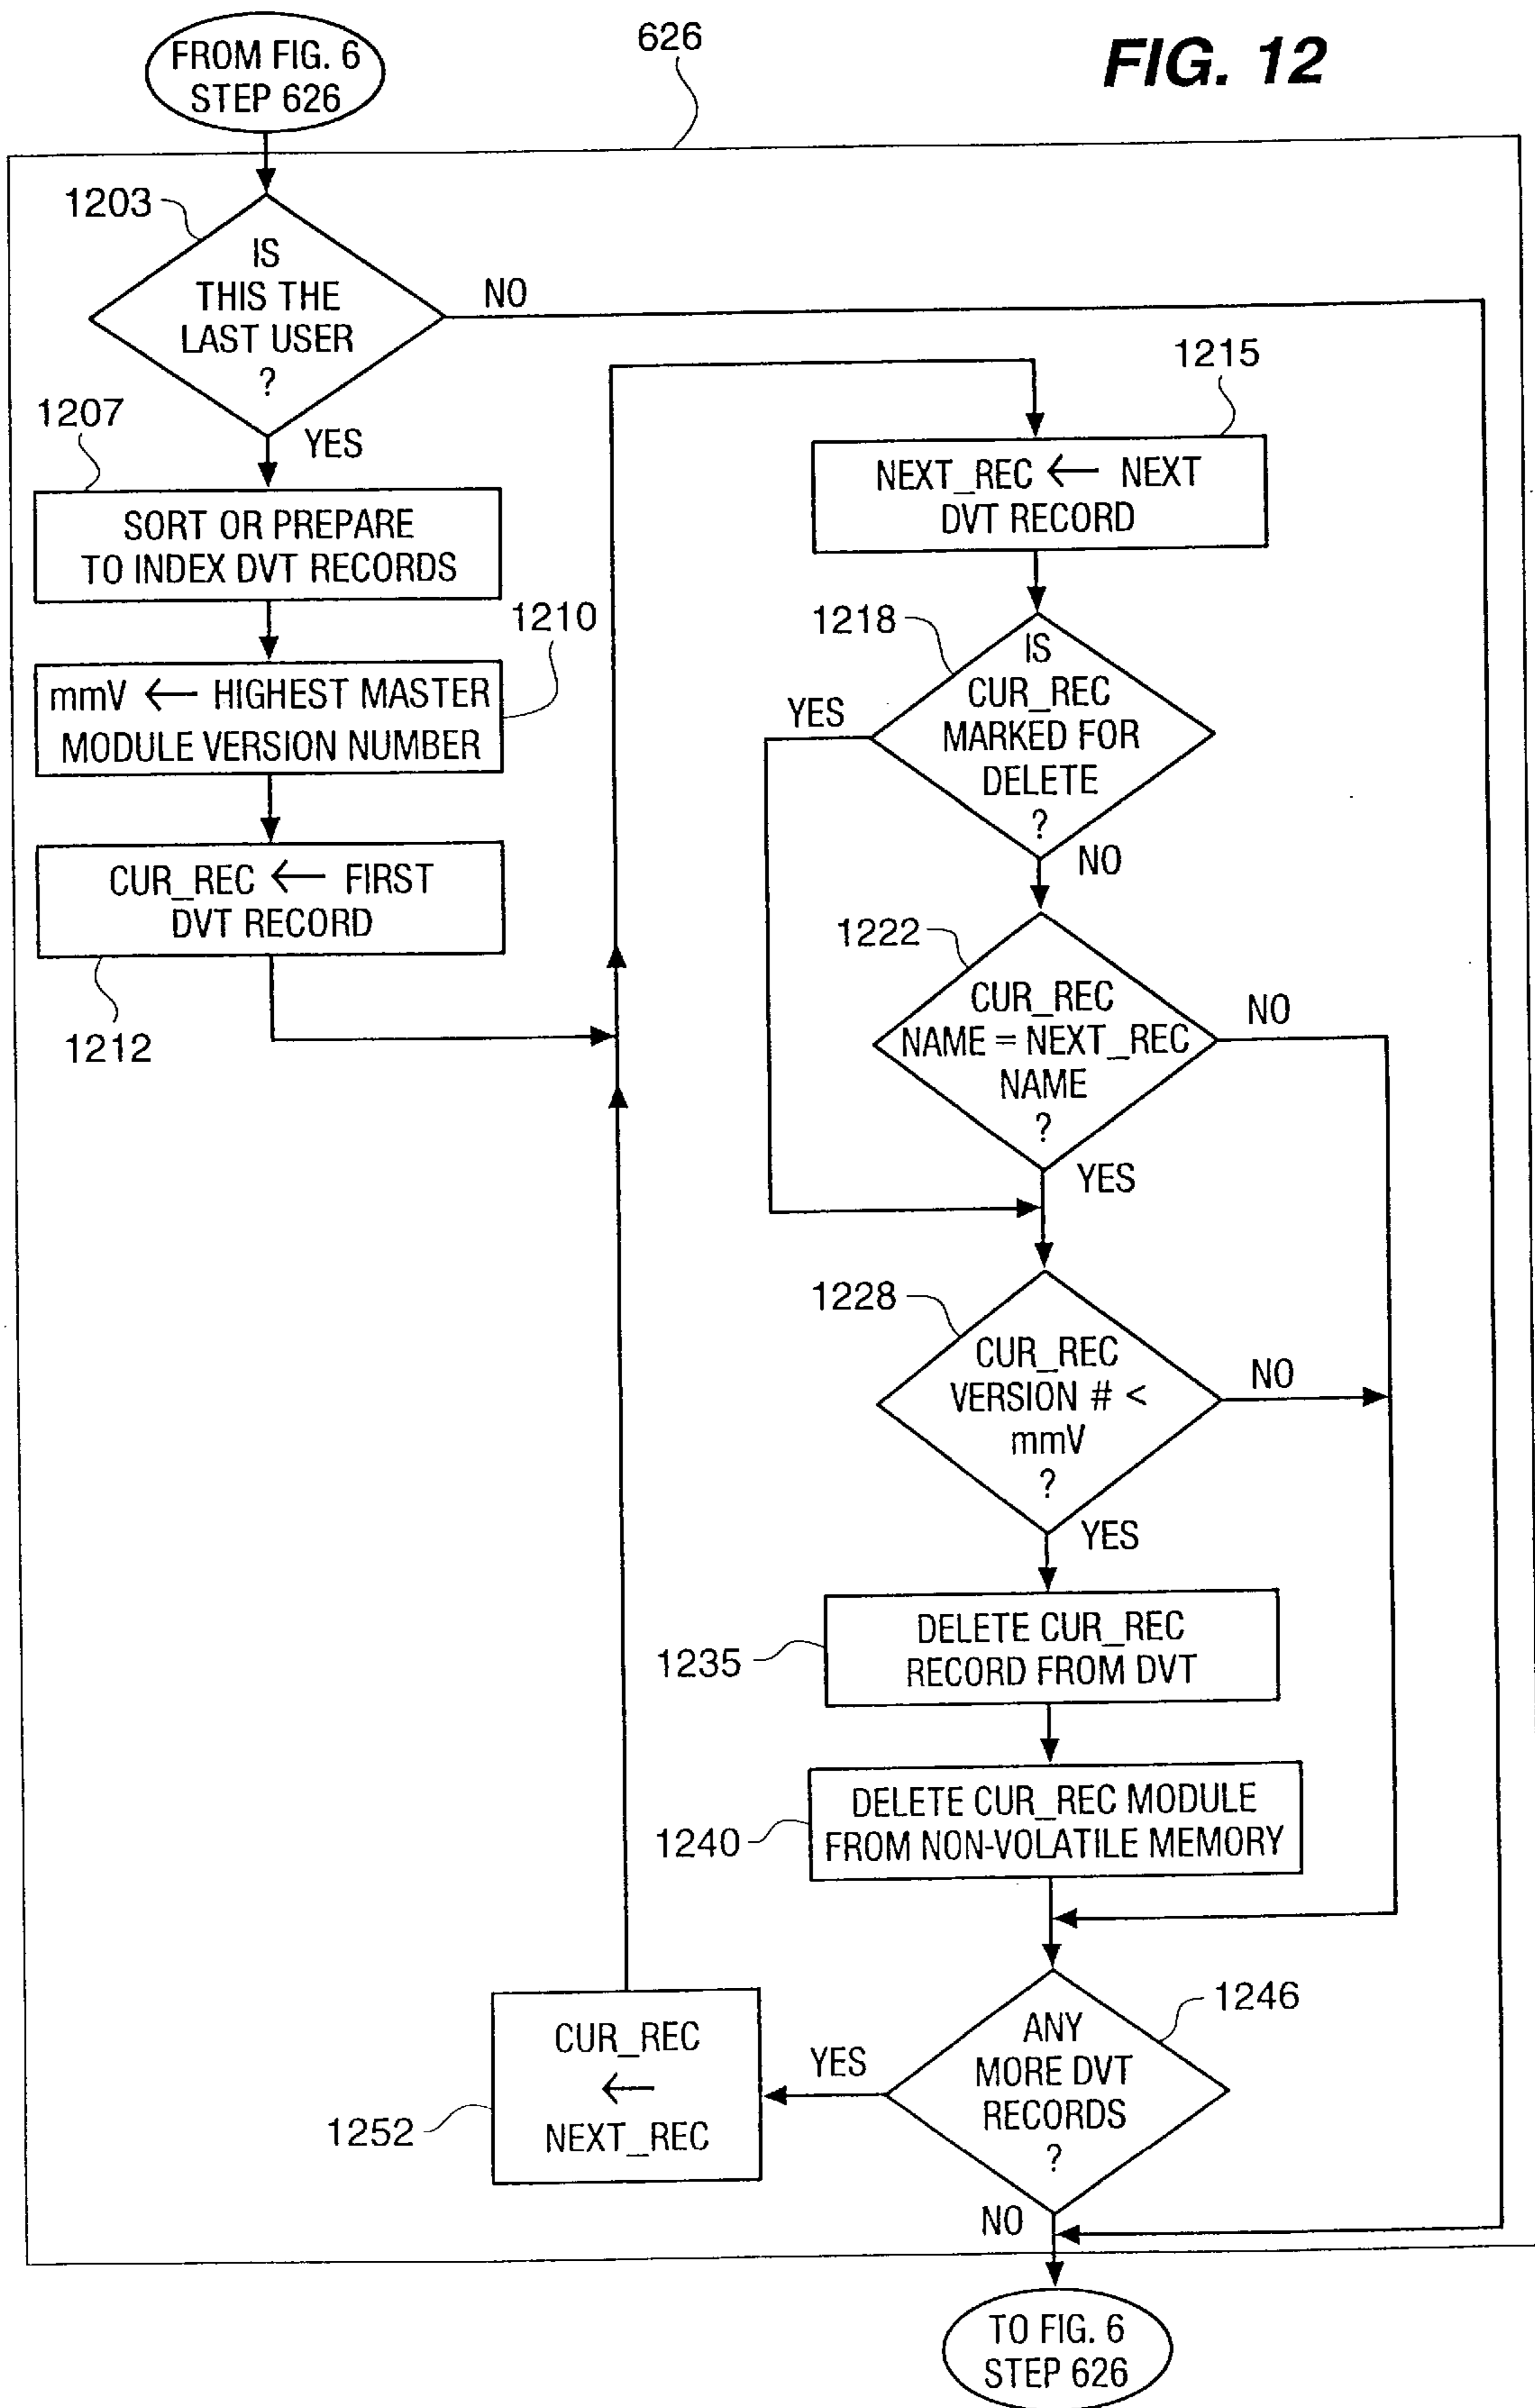 FROM FIG. 6
STEP 626
626
FIG. 12
1203
IS
THIS THE
LAST USER
?
NO
YES
1207
SORT OR PREPARE
TO INDEX DVT RECORDS
1210
mmV ← HIGHEST MASTER
MODULE VERSION NUMBER
CUR_REC ← FIRST
DVT RECORD
1212
1215
NEXT_REC ← NEXT
DVT RECORD
1218
IS
CUR_REC
MARKED FOR
DELETE
?
YES
NO
1222
CUR_REC
NAME = NEXT_REC
NAME
?
NO
YES
1228
CUR_REC
VERSION # <
mmV
?
NO
YES
DELETE CUR_REC
RECORD FROM DVT
1235
DELETE CUR_REC MODULE
FROM NON-VOLATILE MEMORY
1240
1246
ANY
MORE DVT
RECORDS
?
YES
NO
CUR_REC
←
NEXT_REC
1252
TO FIG. 6
STEP 626